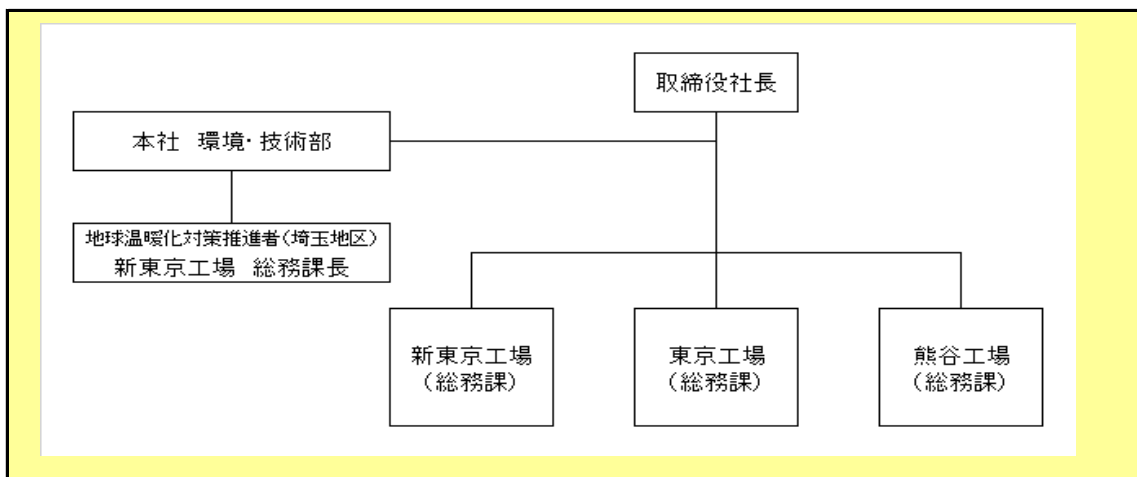 取締役社長
本社 環境・技術部
地球温暖化対策推進者(埼玉地区)
新東京工場 総務課長
新東京工場
(総務課)
東京工場
(総務課)
熊谷工場
(総務課)